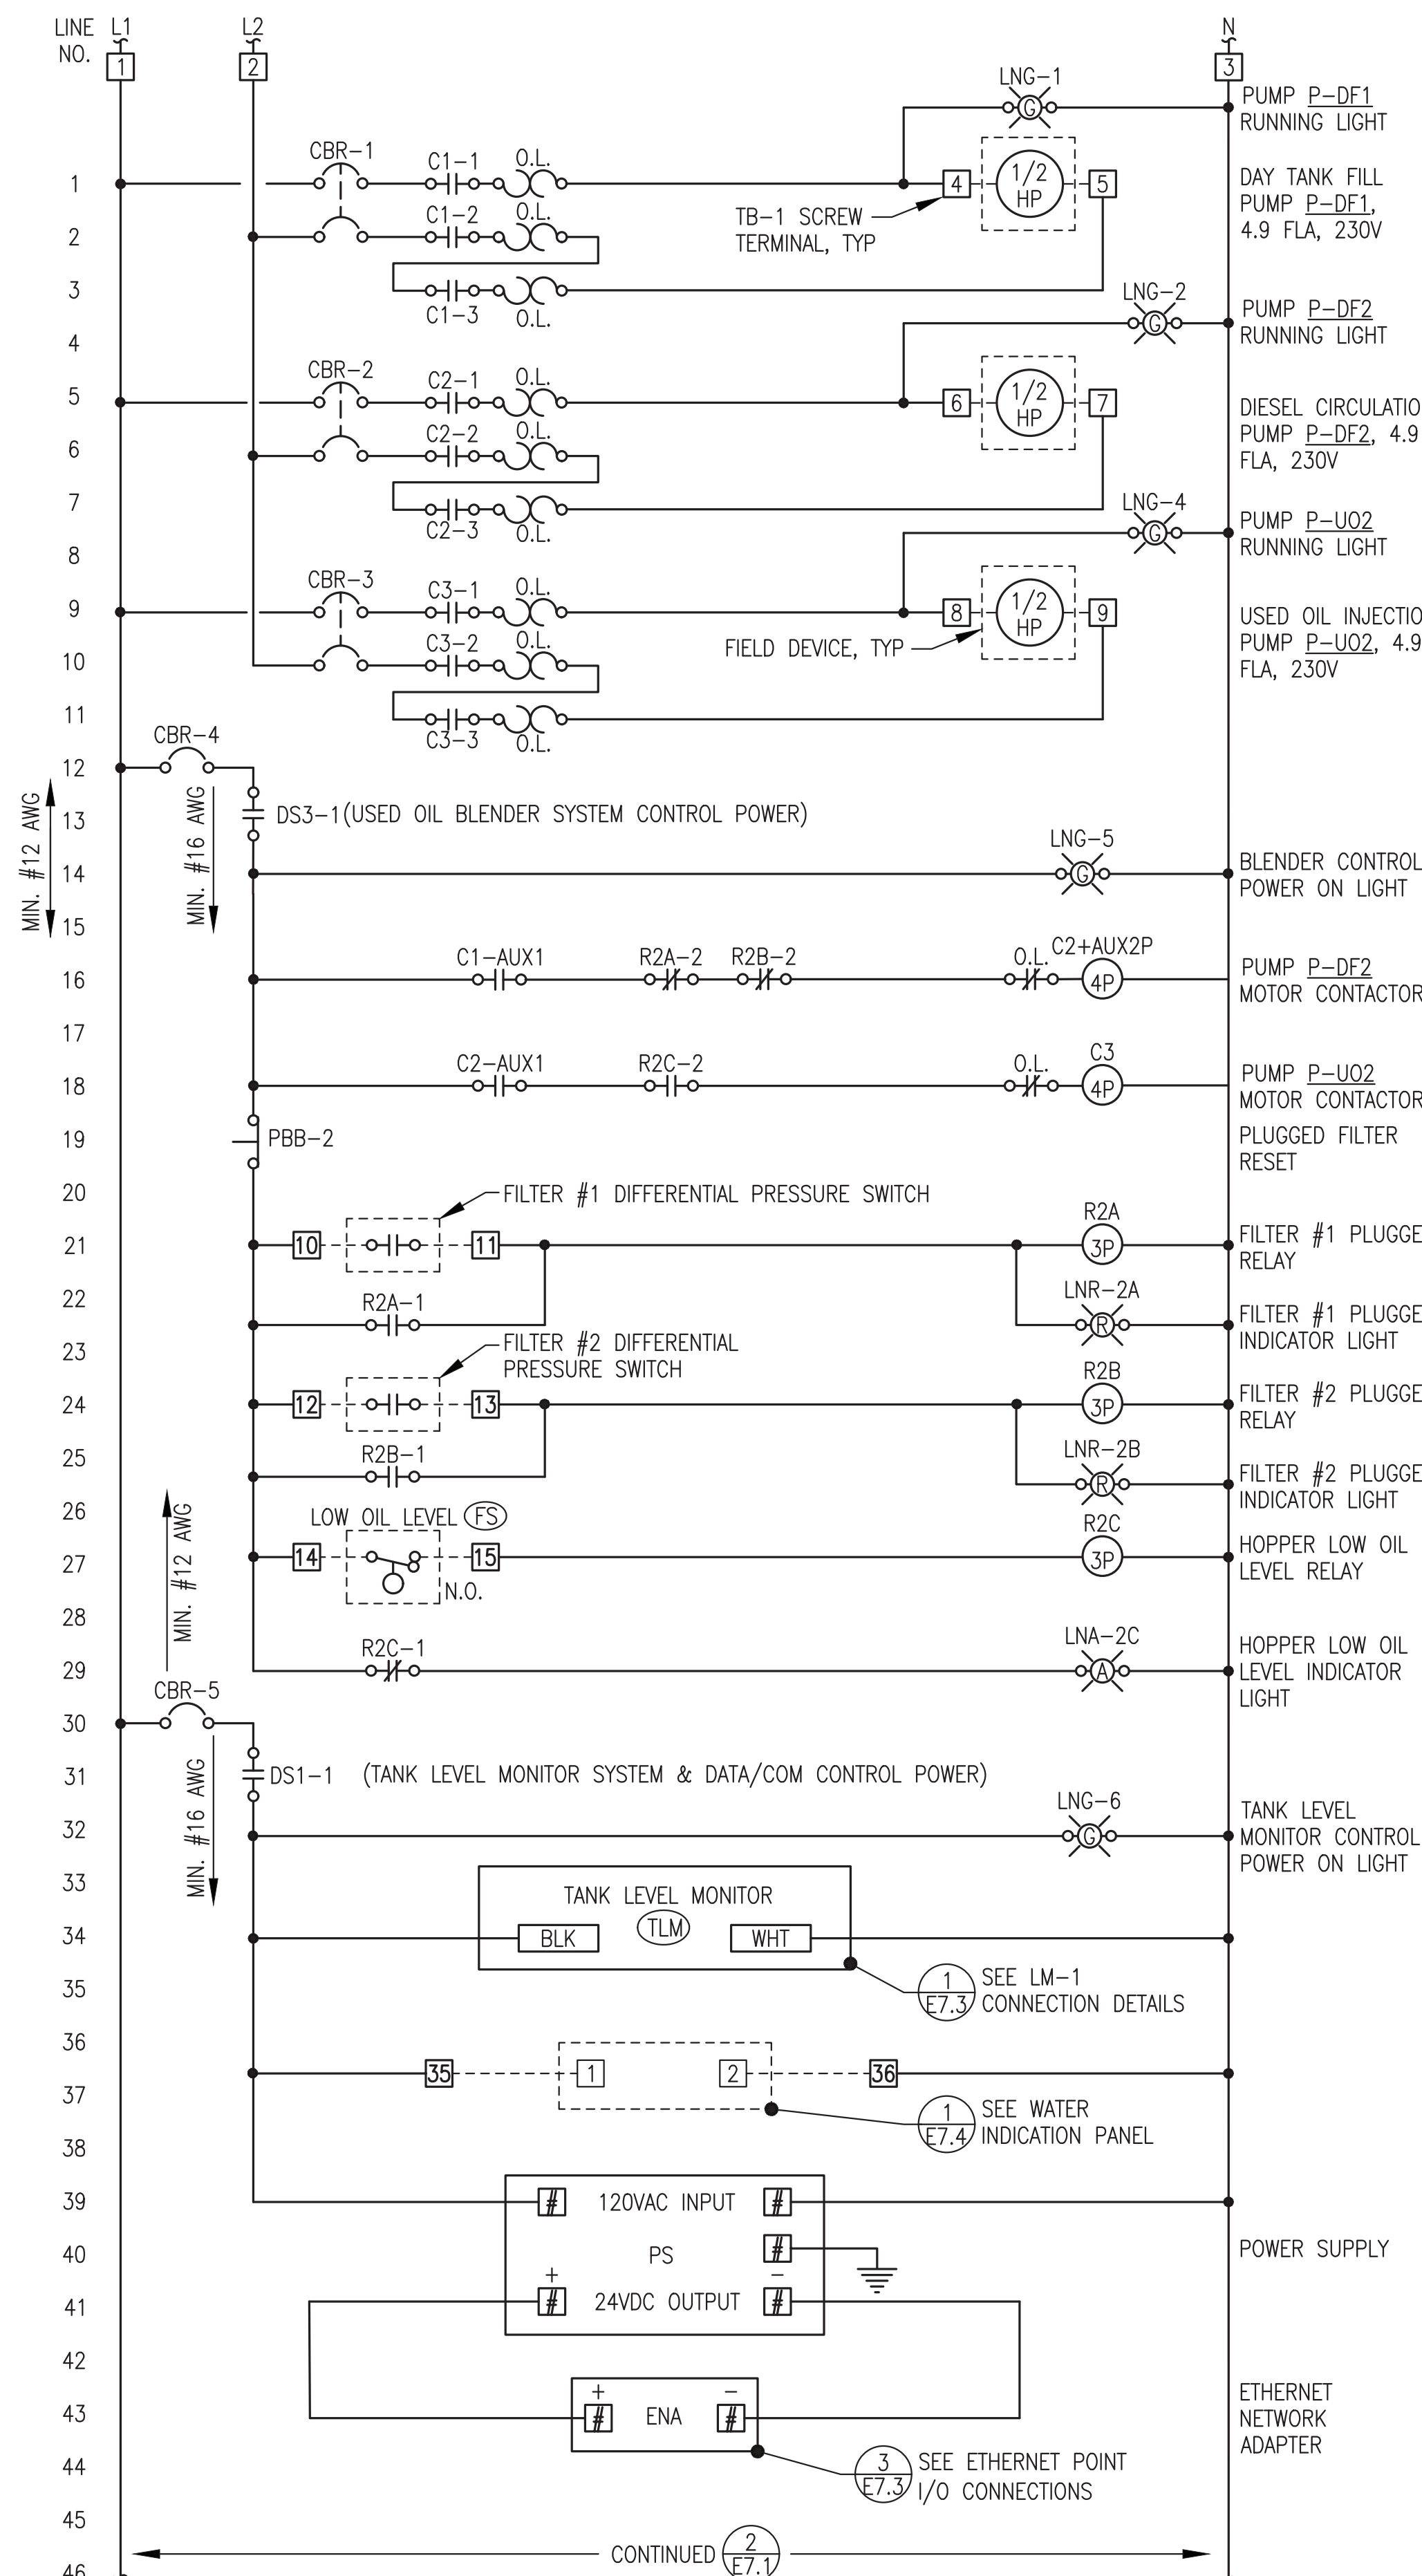 LINE
NO.
L1
L2
N
1
2
3
LNG-1
G
PUMP P-DF1
RUNNING LIGHT
CBR-1
C1-1
O.L.
1
4
1/2
HP
5
DAY TANK FILL
PUMP P-DF1,
4.9 FLA, 230V
TB-1 SCREW
TERMINAL, TYP
C1-2
O.L.
2
3
C1-3
O.L.
LNG-2
G
PUMP P-DF2
RUNNING LIGHT
4
CBR-2
C2-1
O.L.
5
6
1/2
HP
7
DIESEL CIRCULATIO
PUMP P-DF2, 4.9
FLA, 230V
C2-2
O.L.
6
7
C2-3
O.L.
LNG-4
G
PUMP P-UO2
RUNNING LIGHT
8
CBR-3
C3-1
O.L.
9
8
1/2
HP
9
USED OIL INJECTIO
PUMP P-UO2, 4.9
FLA, 230V
FIELD DEVICE, TYP
C3-2
O.L.
10
11
C3-3
O.L.
CBR-4
12
MIN. #12 AWG
MIN. #16 AWG
13
DS3-1(USED OIL BLENDER SYSTEM CONTROL POWER)
LNG-5
14
G
BLENDER CONTROL
POWER ON LIGHT
15
C1-AUX1
R2A-2
R2B-2
O.L.
C2+AUX2P
16
4P
PUMP P-DF2
MOTOR CONTACTOR
17
C2-AUX1
R2C-2
O.L.
C3
18
4P
PUMP P-UO2
MOTOR CONTACTOR
19
PBB-2
PLUGGED FILTER
RESET
20
FILTER #1 DIFFERENTIAL PRESSURE SWITCH
R2A
21
10
11
3P
FILTER #1 PLUGGE
RELAY
22
R2A-1
LNR-2A
R
FILTER #1 PLUGGE
INDICATOR LIGHT
23
FILTER #2 DIFFERENTIAL
PRESSURE SWITCH
R2B
24
12
13
3P
FILTER #2 PLUGGE
RELAY
25
R2B-1
LNR-2B
R
FILTER #2 PLUGGE
INDICATOR LIGHT
26
LOW OIL LEVEL FS
R2C
27
14
15
3P
HOPPER LOW OIL
LEVEL RELAY
N.O.
MIN. #12 AWG
28
R2C-1
LNA-2C
29
A
HOPPER LOW OIL
LEVEL INDICATOR
LIGHT
CBR-5
30
MIN. #16 AWG
31
DS1-1 (TANK LEVEL MONITOR SYSTEM & DATA/COM CONTROL POWER)
LNG-6
32
G
TANK LEVEL
MONITOR CONTROL
POWER ON LIGHT
33
TANK LEVEL MONITOR
34
BLK
TLM
WHT
35
1
E7.3
SEE LM-1
CONNECTION DETAILS
36
35
1
2
36
37
1
E7.4
SEE WATER
INDICATION PANEL
38
39
# 120VAC INPUT #
40
PS
#
POWER SUPPLY
+
-
41
# 24VDC OUTPUT #
42
+
-
43
# ENA #
ETHERNET
NETWORK
ADAPTER
44
3
E7.3
SEE ETHERNET POINT
I/O CONNECTIONS
45
CONTINUED
2
E7.1
46